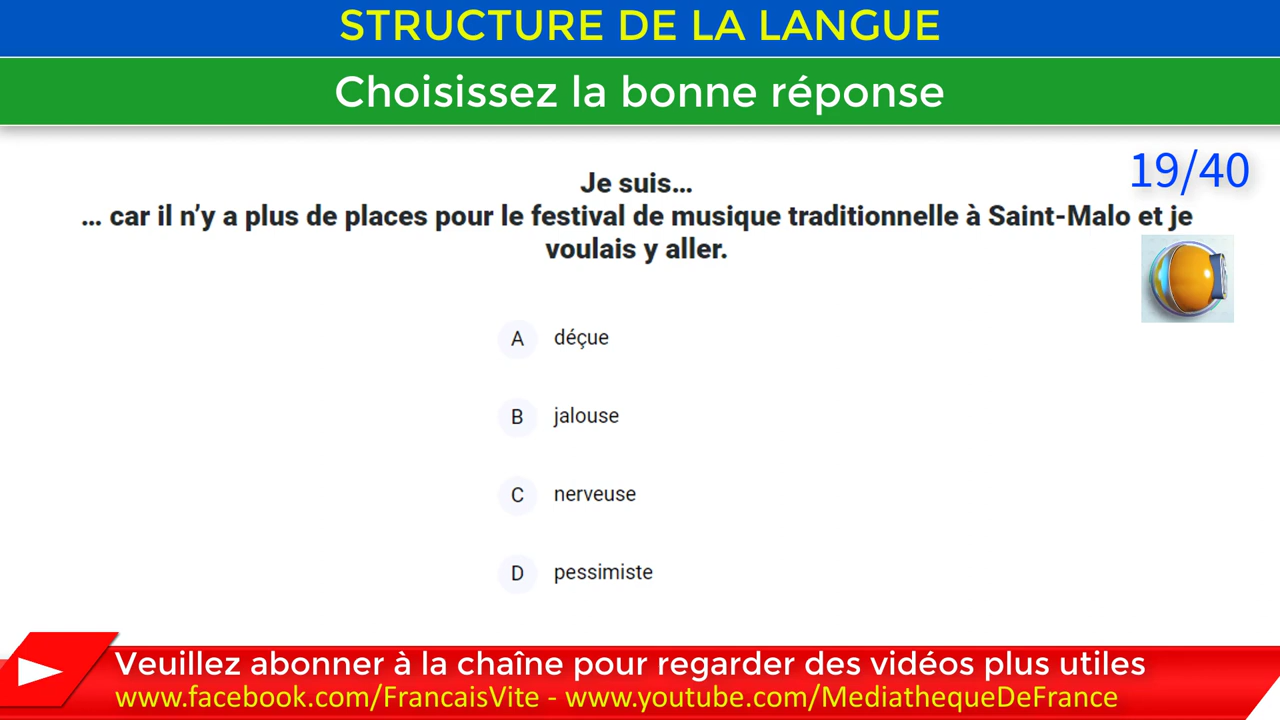 STRUCTURE DE LA LANGUE
Choisissez la bonne réponse
19/40
Je suis...
... car il n’y a plus de places pour le festival de musique traditionnelle à Saint-Malo et je
voulais y aller.
A déçue
B jalouse
C nerveuse
D pessimiste
Veuillez abonner à la chaîne pour regarder des vidéos plus utiles
www.facebook.com/FrancaisVite - www.youtube.com/MediathequeDeFrance